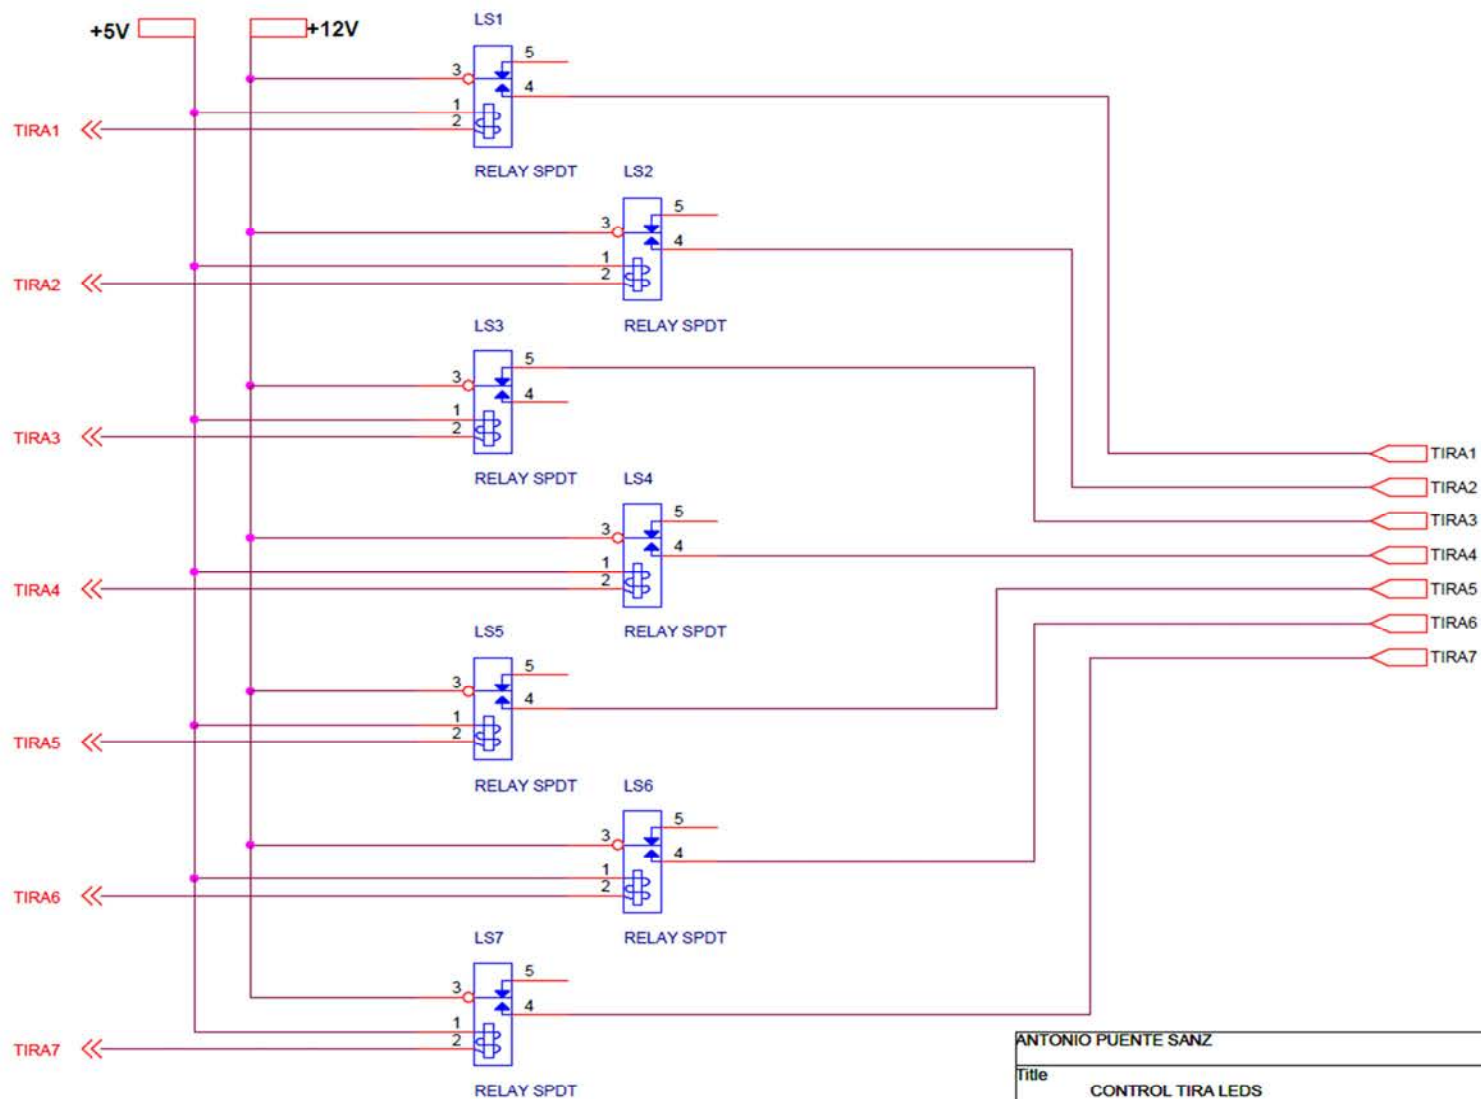 +5V
+12V
LS1
5
3
4
1
2
TIRA1
RELAY SPDT
LS2
5
3
4
1
2
TIRA2
LS3
RELAY SPDT
5
3
4
1
2
TIRA3
RELAY SPDT
LS4
5
3
4
1
2
TIRA4
LS5
RELAY SPDT
5
3
4
1
2
TIRA5
RELAY SPDT
LS6
5
3
4
1
2
TIRA6
LS7
RELAY SPDT
5
3
4
1
2
TIRA7
RELAY SPDT
TIRA1
TIRA2
TIRA3
TIRA4
TIRA5
TIRA6
TIRA7
ANTONIO PUENTE SANZ
Title
CONTROL TIRA LEDS